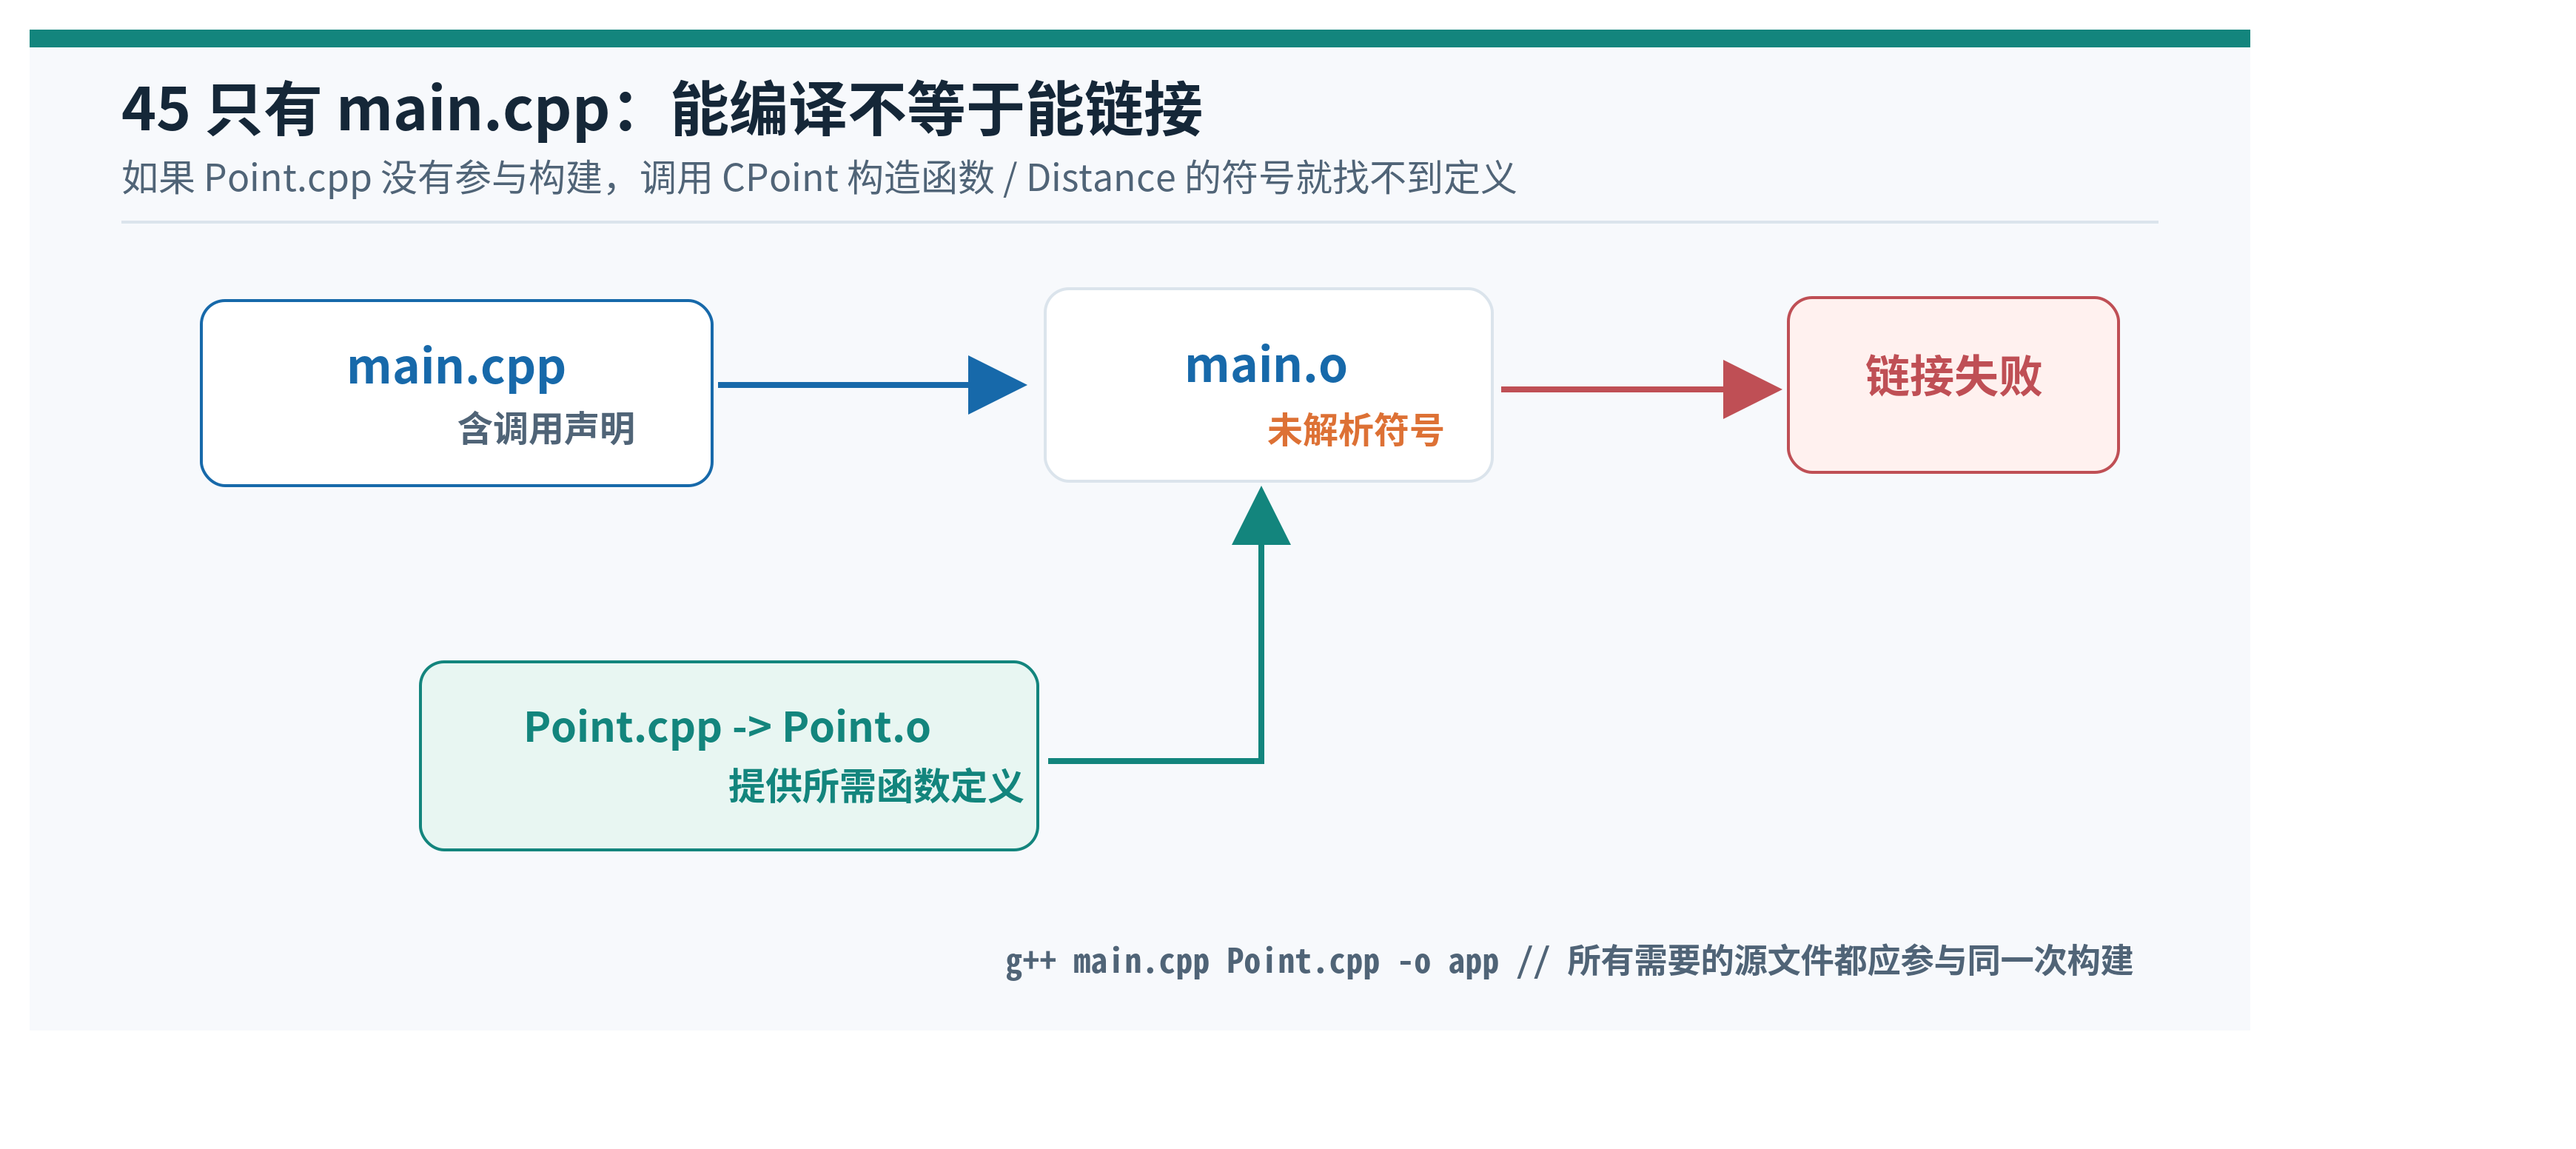 45 只有 main.cpp：能编译不等于能链接
如果 Point.cpp 没有参与构建，调用 CPoint 构造函数 / Distance 的符号就找不到定义
main.cpp
含调用声明
main.o
未解析符号
链接失败
Point.cpp -> Point.o
提供所需函数定义
g++ main.cpp Point.cpp -o app // 所有需要的源文件都应参与同一次构建